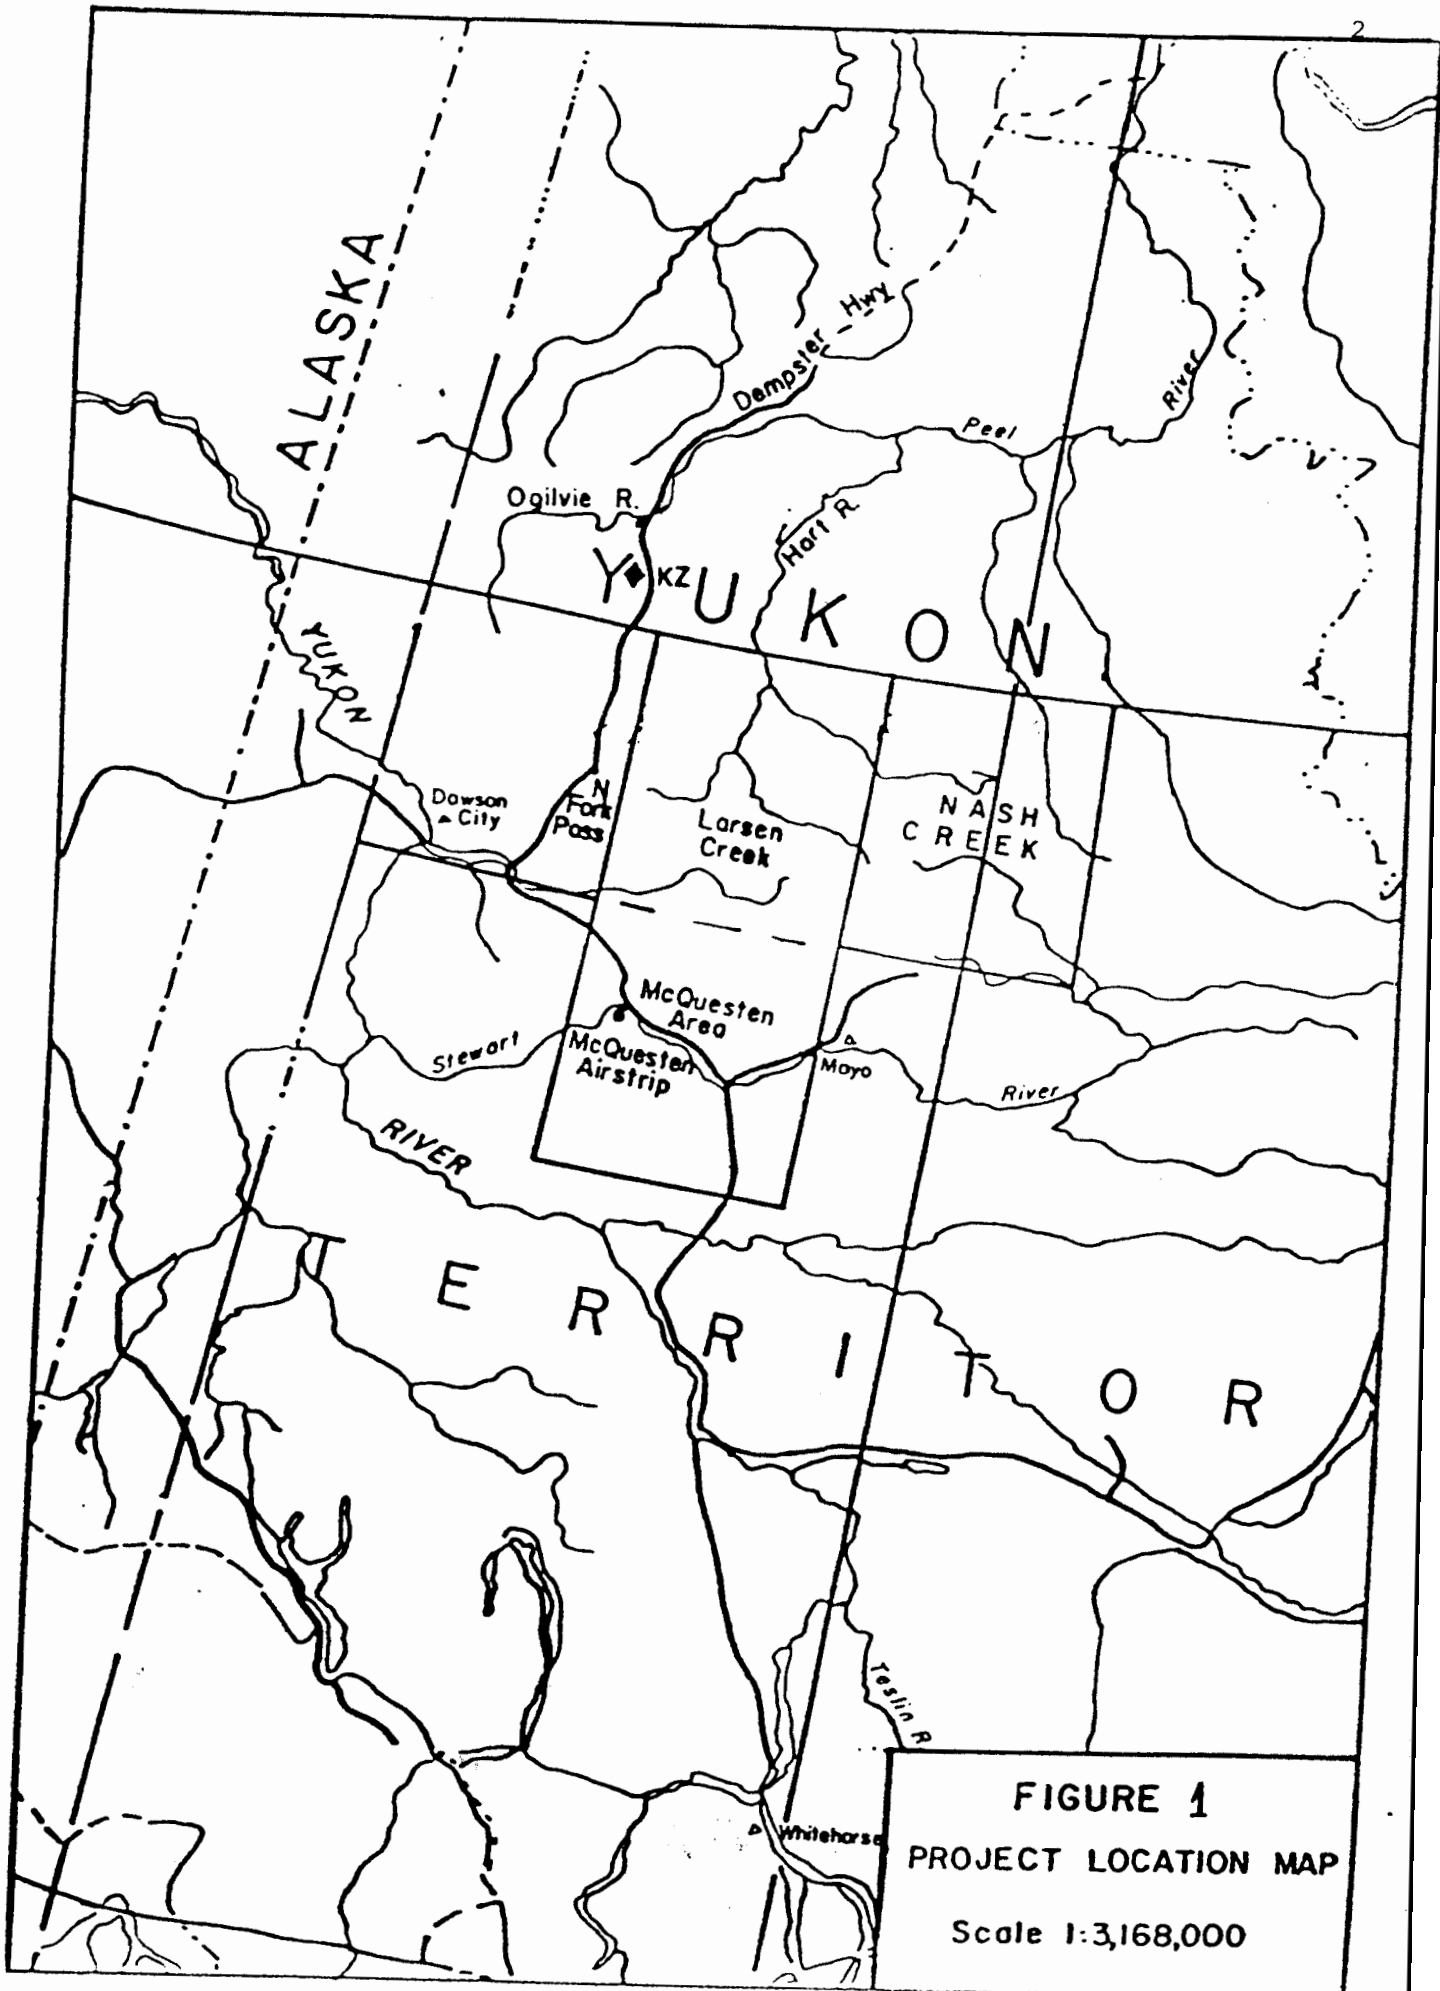 2
ALASKA
Dempster Hwy
River
Peel
Ogilvie R.
Hart R.
KZ
YUKON
YUKON
N
Fork
Pass
Dawson
City
Larsen
Creek
NASH
CREEK
McQuesten
Area
McQuesten
Airstrip
Stewart
Mayo
River
RIVER
TERRITOR
Teslin R
Whitehorse
FIGURE 1
PROJECT LOCATION MAP
Scale 1:3,168,000